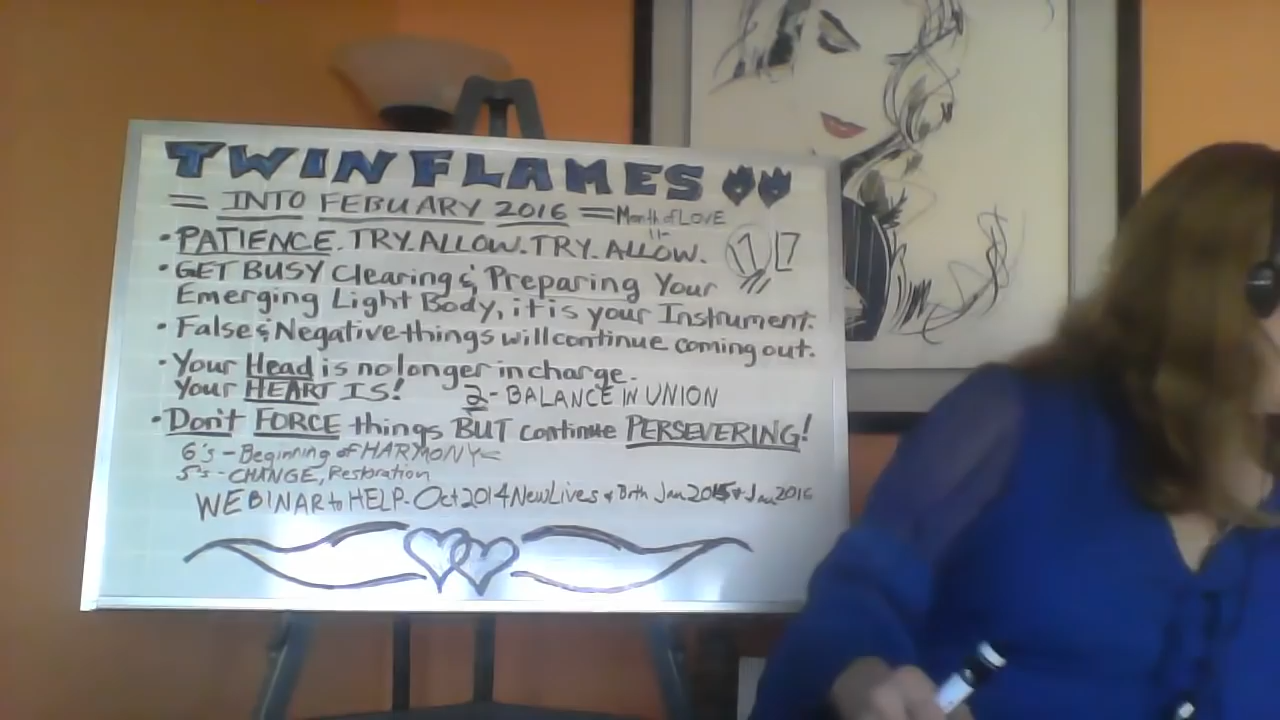 TWIN FLAMES
= INTO FEBUARY 2016 = Month of LOVE
• PATIENCE. TRY. ALLOW. TRY. ALLOW.
17
• GET BUSY Clearing & Preparing Your
Emerging Light Body, it is your Instrument.
• False & Negative things will continue coming out.
• Your Head is no longer in charge.
Your HEART IS!
2 - BALANCE IN UNION
• Don't FORCE things BUT continue PERSEVERING!
6's - Beginning of HARMONY
5's - CHANGE, Restoration
WEBINAR to HELP - Oct 2014 New Lives & Birth Jan 2015 & Jan 2016